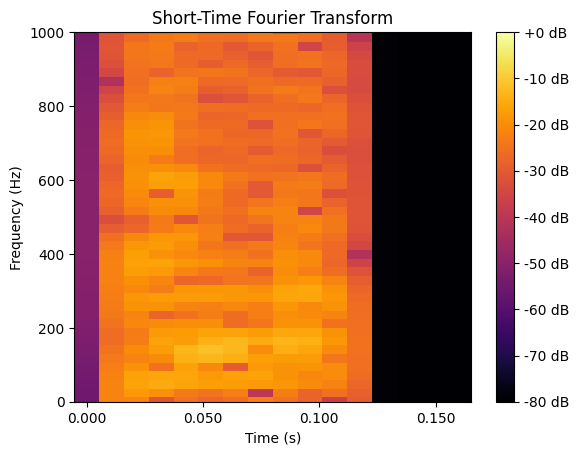 Short-Time Fourier Transform
1000
800
600
400
200
0
Frequency (Hz)
0.000
0.050
0.100
0.150
Time (s)
+0 dB
-10 dB
-20 dB
-30 dB
-40 dB
-50 dB
-60 dB
-70 dB
-80 dB